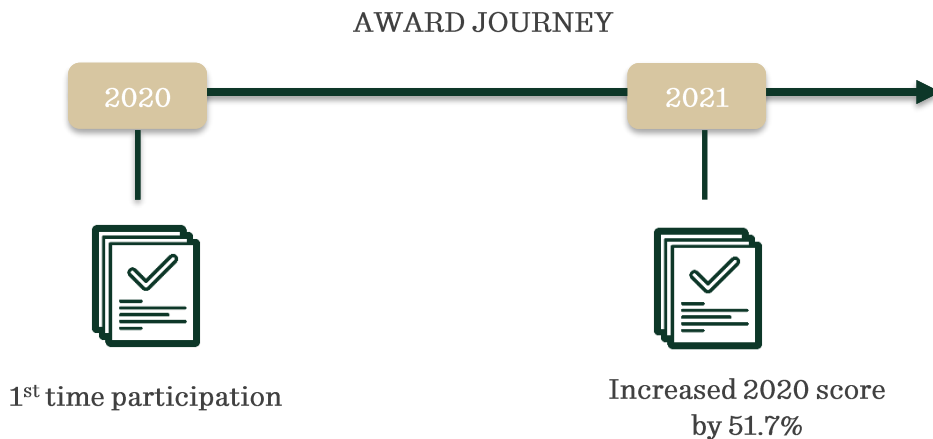 AWARD JOURNEY
2020
2021
1st time participation
Increased 2020 score
by 51.7%